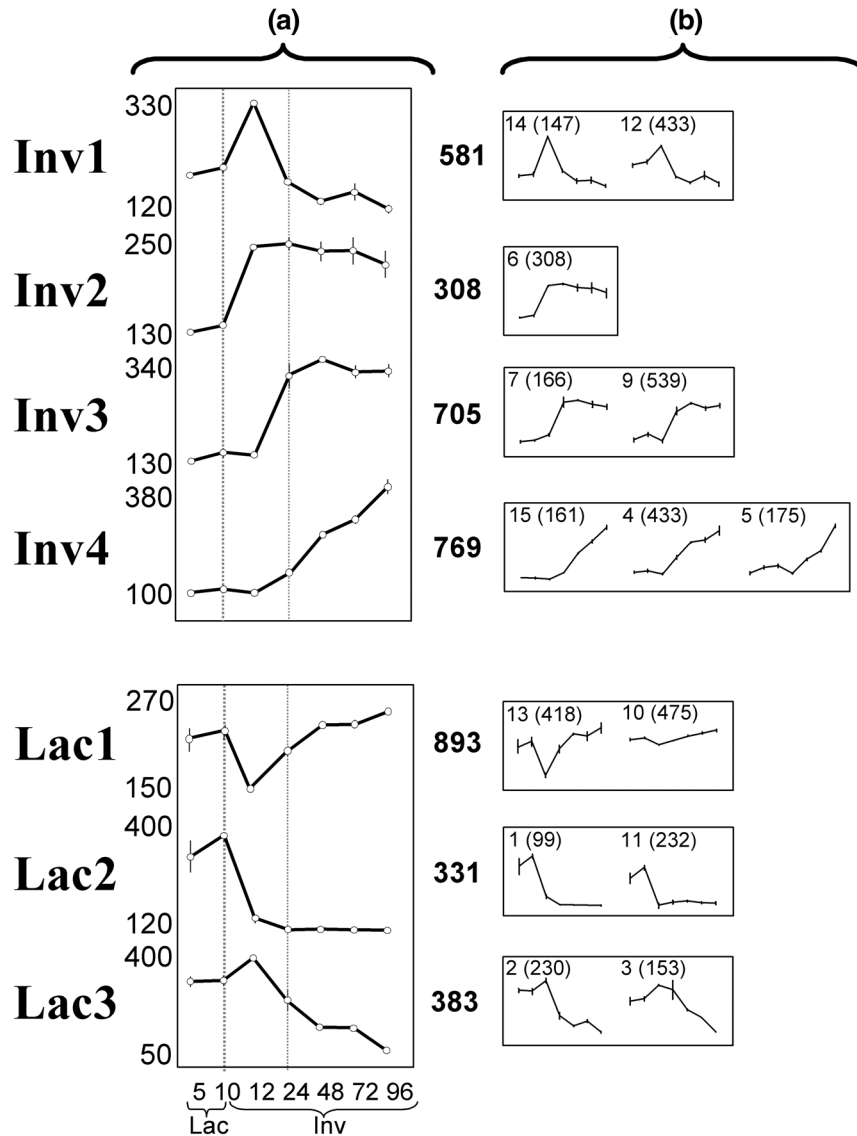 (a) (b)
330
Inv1 581 14 (147) 12 (433)
120
250
Inv2 308 6 (308)
130
340
Inv3 705 7 (166) 9 (539)
130
380
Inv4 769 15 (161) 4 (433) 5 (175)
100
270
Lac1 893 13 (418) 10 (475)
150
400
Lac2 331 1 (99) 11 (232)
120
400
Lac3 383 2 (230) 3 (153)
50
5 10 12 24 48 72 96
Lac Inv